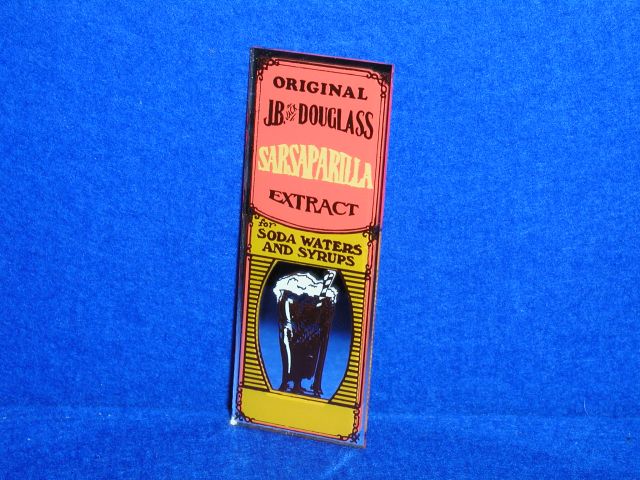 ORIGINAL
J.B. DOUGLASS
SARSAPARILLA
EXTRACT
for
SODA WATERS
AND SYRUPS